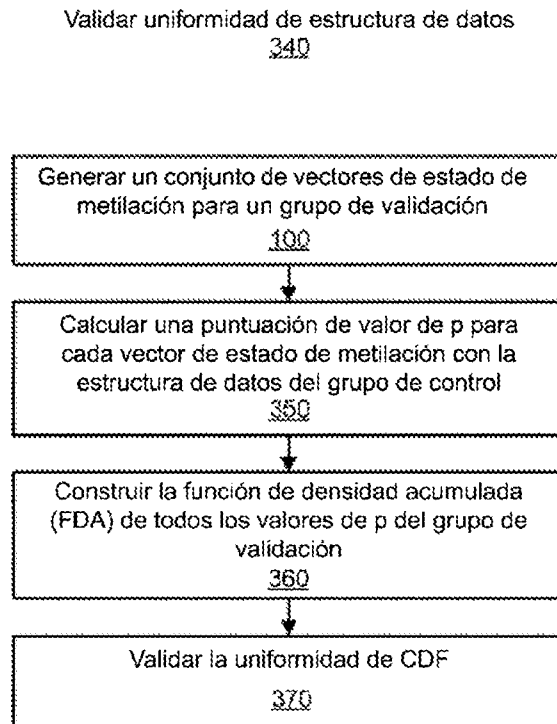 Validar uniformidad de estructura de datos
340
Generar un conjunto de vectores de estado de
metilación para un grupo de validación
100
Calcular una puntuación de valor de p para
cada vector de estado de metilación con la
estructura de datos del grupo de control
350
Construir la función de densidad acumulada
(FDA) de todos los valores de p del grupo de
validación
360
Validar la uniformidad de CDF
370